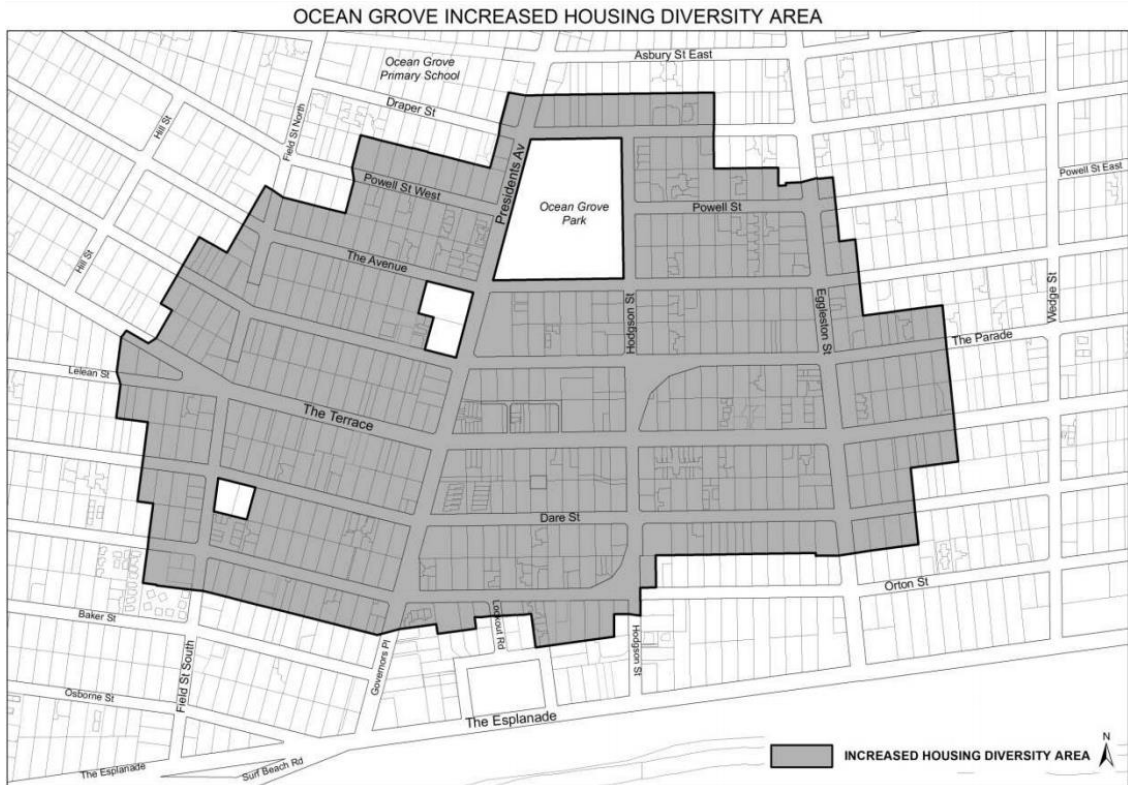 OCEAN GROVE INCREASED HOUSING DIVERSITY AREA
Asbury St East
Ocean Grove
Primary School
Draper St
Hill St
Field St North
Presidents Av
Powell St East
Powell St West
Ocean Grove
Park
Powell St
Hill St
The Avenue
Wedge St
Hodgson St
Eggleston St
The Parade
Lelean St
The Terrace
Dare St
Orton St
Baker St
Lookout Rd
Hodgson St
Governors Pl
Field St South
Osborne St
The Esplanade
The Esplanade
Surf Beach Rd
N
INCREASED HOUSING DIVERSITY AREA